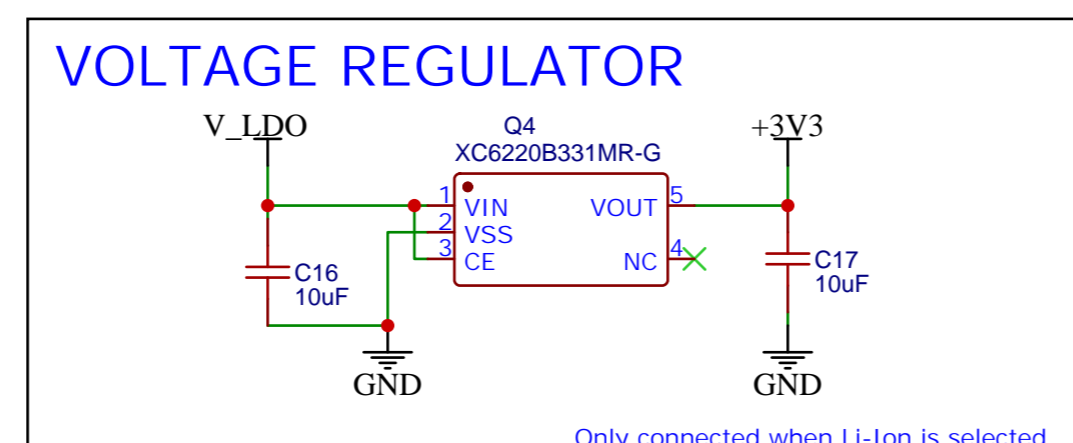 VOLTAGE REGULATOR
V_LDO
Q4
+3V3
XC6220B331MR-G
1
VIN
VOUT
5
2
VSS
3
CE
NC
4
C16
10uF
C17
10uF
GND
GND
Only connected when Li-Ion is selected